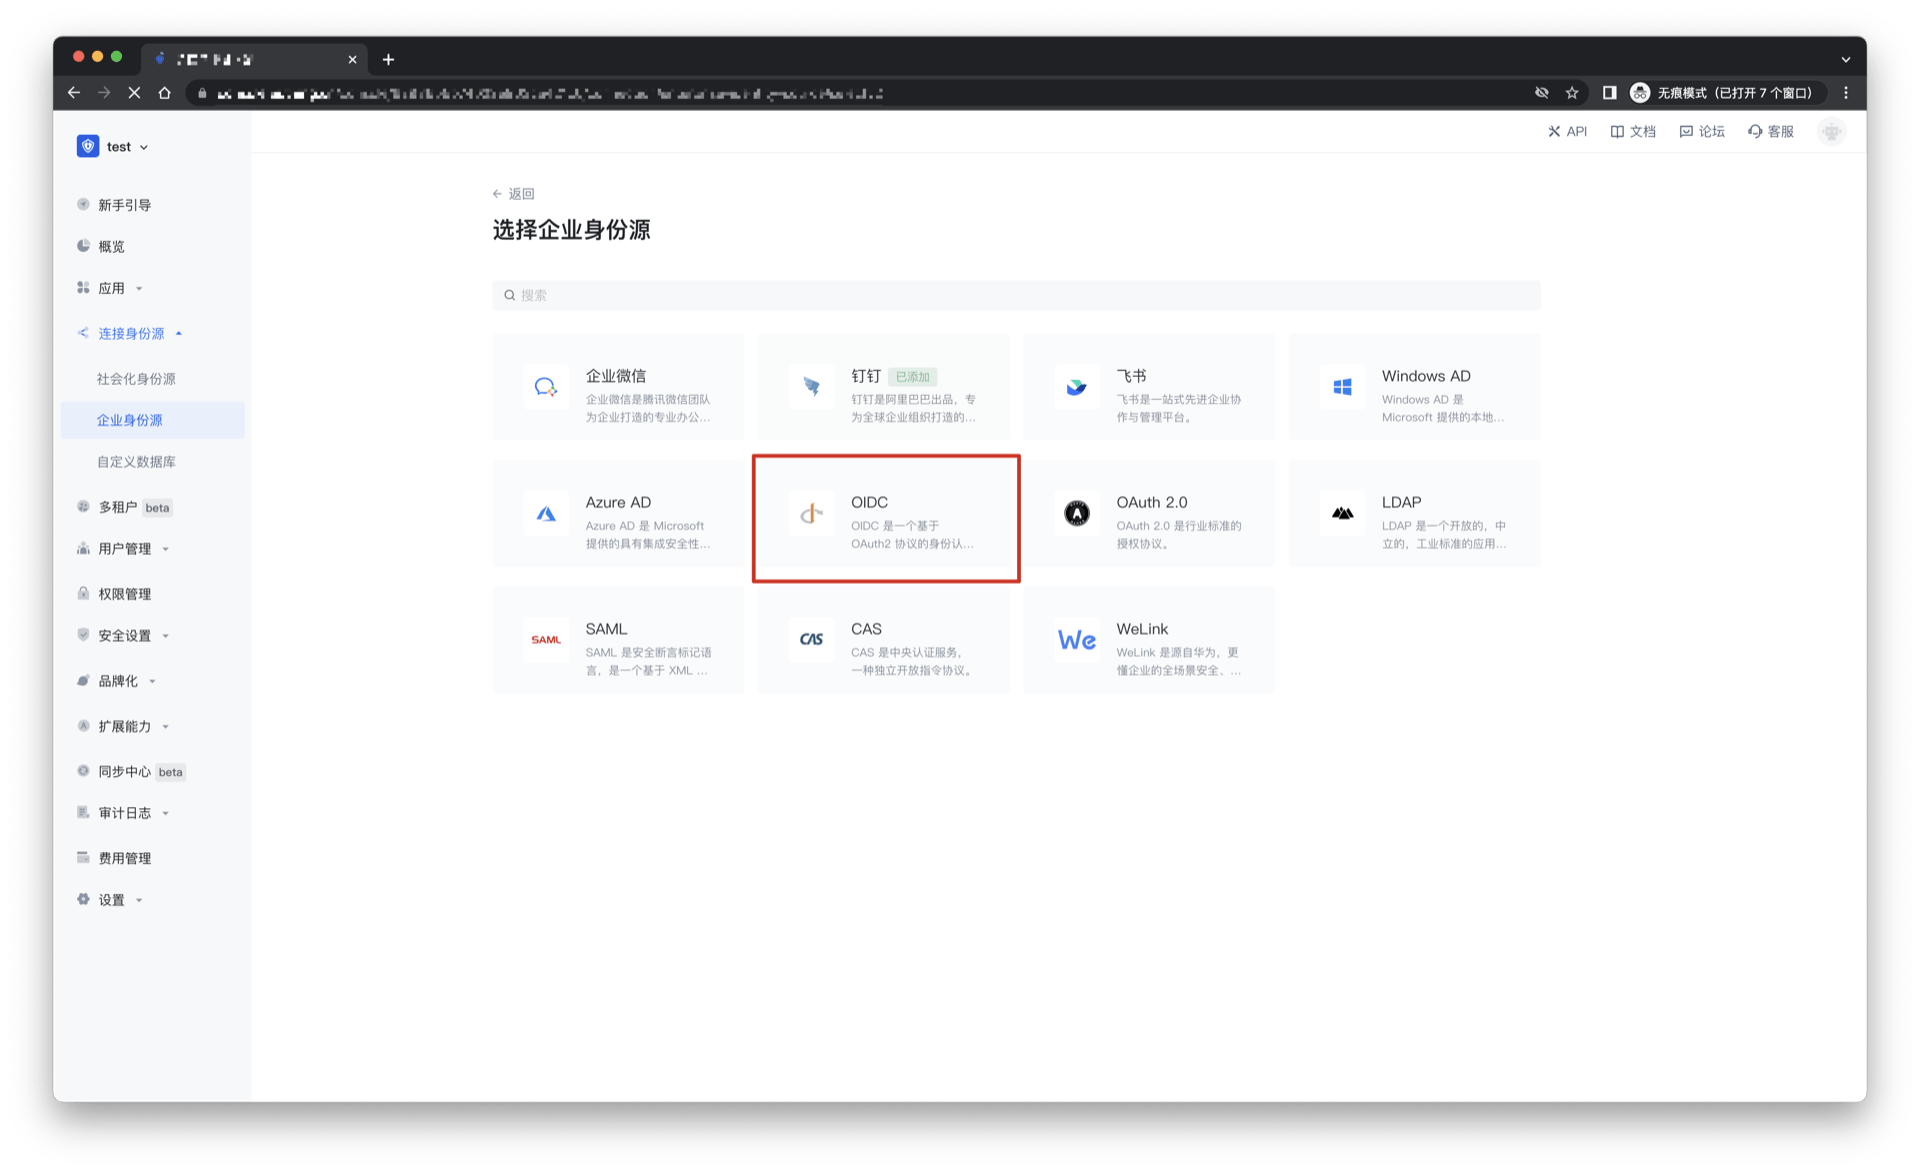 无痕模式（已打开 7 个窗口）
test
API
文档
论坛
客服
新手引导
概览
应用
连接身份源
社会化身份源
企业身份源
自定义数据库
多租户 beta
用户管理
权限管理
安全设置
品牌化
扩展能力
同步中心 beta
审计日志
费用管理
设置
返回
选择企业身份源
搜索
企业微信
企业微信是腾讯微信团队
为企业打造的专业办公...
钉钉 已添加
钉钉是阿里巴巴出品，专
为全球企业组织打造的...
飞书
飞书是一站式先进企业协
作与管理平台。
Windows AD
Windows AD 是
Microsoft 提供的本地...
Azure AD
Azure AD 是 Microsoft
提供的具有集成安全性...
OIDC
OIDC 是一个基于
OAuth2 协议的身份认...
OAuth 2.0
OAuth 2.0 是行业标准的
授权协议。
LDAP
LDAP 是一个开放的，中
立的，工业标准的应用...
SAML
SAML
SAML 是安全断言标记语
言，是一个基于 XML ...
CAS
CAS
CAS 是中央认证服务，
一种独立开放指令协议。
We
WeLink
WeLink 是源自华为，更
懂企业的全场景安全、...